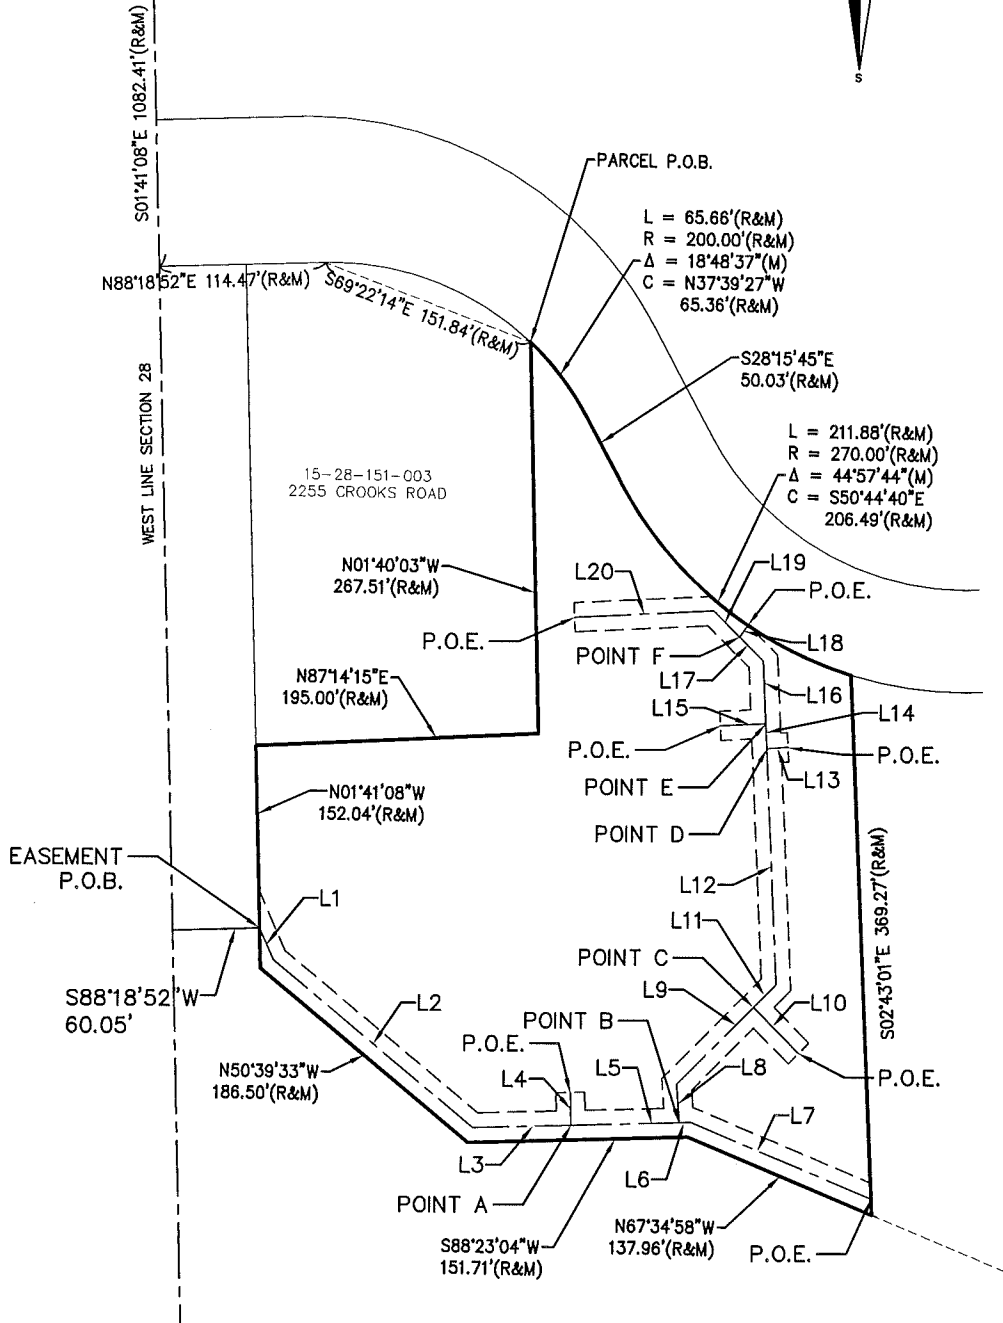 S
S01°41'08"E 1082.41'(R&M)
PARCEL P.O.B.
L = 65.66'(R&M)
R = 200.00'(R&M)
Δ = 18°48'37"(M)
C = N37°39'27"W
65.36'(R&M)
N88°18'52"E 114.47'(R&M)
S69°22'14"E 151.84'(R&M)
S28°15'45"E
50.03'(R&M)
WEST LINE SECTION 28
L = 211.88'(R&M)
R = 270.00'(R&M)
Δ = 44°57'44"(M)
C = S50°44'40"E
206.49'(R&M)
15-28-151-003
2255 CROOKS ROAD
N01°40'03"W
267.51'(R&M)
L20
L19
P.O.E.
P.O.E.
L18
POINT F
L17
L16
N87°14'15"E
195.00'(R&M)
L15
L14
P.O.E.
P.O.E.
L13
POINT E
N01°41'08"W
152.04'(R&M)
POINT D
EASEMENT
P.O.B.
L12
L1
L11
S02°43'01"E 369.27'(R&M)
POINT C
S88°18'52"W
60.05'
L9
L10
L2
POINT B
P.O.E.
L5
L8
L4
N50°39'33"W
186.50'(R&M)
P.O.E.
L7
L3
L6
POINT A
N67°34'58"W
137.96'(R&M)
S88°23'04"W
151.71'(R&M)
P.O.E.